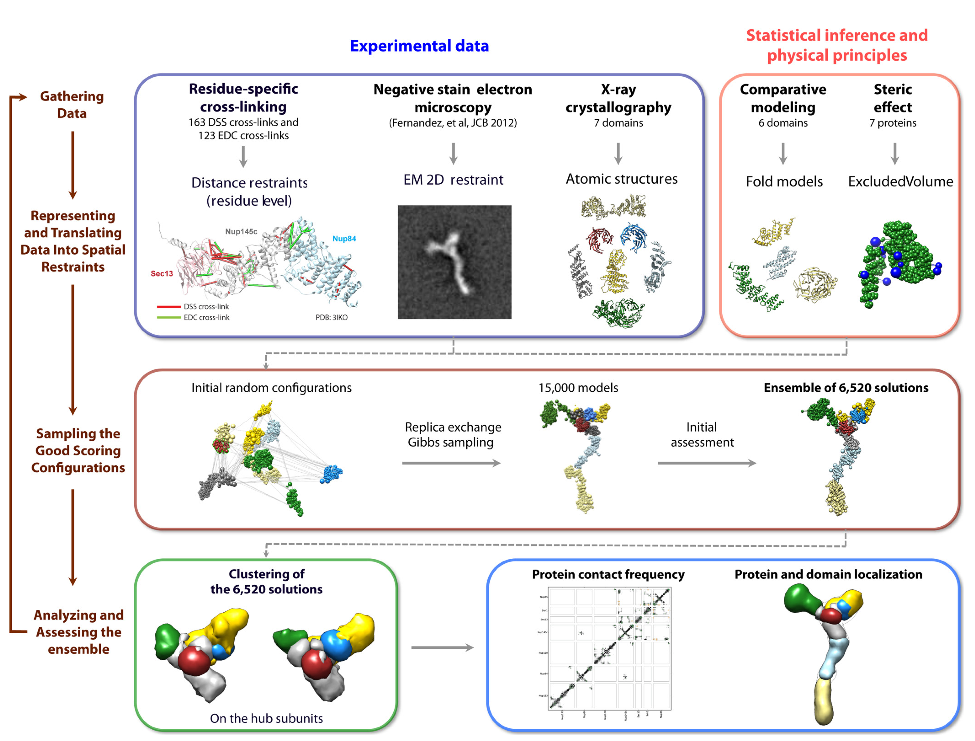 Experimental data
Statistical inference and
physical principles
Gathering
Data
Representing
and Translating
Data Into Spatial
Restraints
Sampling the
Good Scoring
Configurations
Analyzing and
Assessing the
ensemble
Residue-specific
cross-linking
163 DSS cross-links and
123 EDC cross-links
Distance restraints
(residue level)
Nup145c
Nup84
Sec13
DSS cross-link
EDC cross-link
PDB: 3IKO
Negative stain electron
microscopy
(Fernandez, et al, JCB 2012)
EM 2D restraint
X-ray
crystallography
7 domains
Atomic structures
Comparative
modeling
6 domains
Fold models
Steric
effect
7 proteins
ExcludedVolume
Initial random configurations
Replica exchange
Gibbs sampling
15,000 models
Initial
assessment
Ensemble of 6,520 solutions
Clustering of
the 6,520 solutions
On the hub subunits
Protein contact frequency
Protein and domain localization